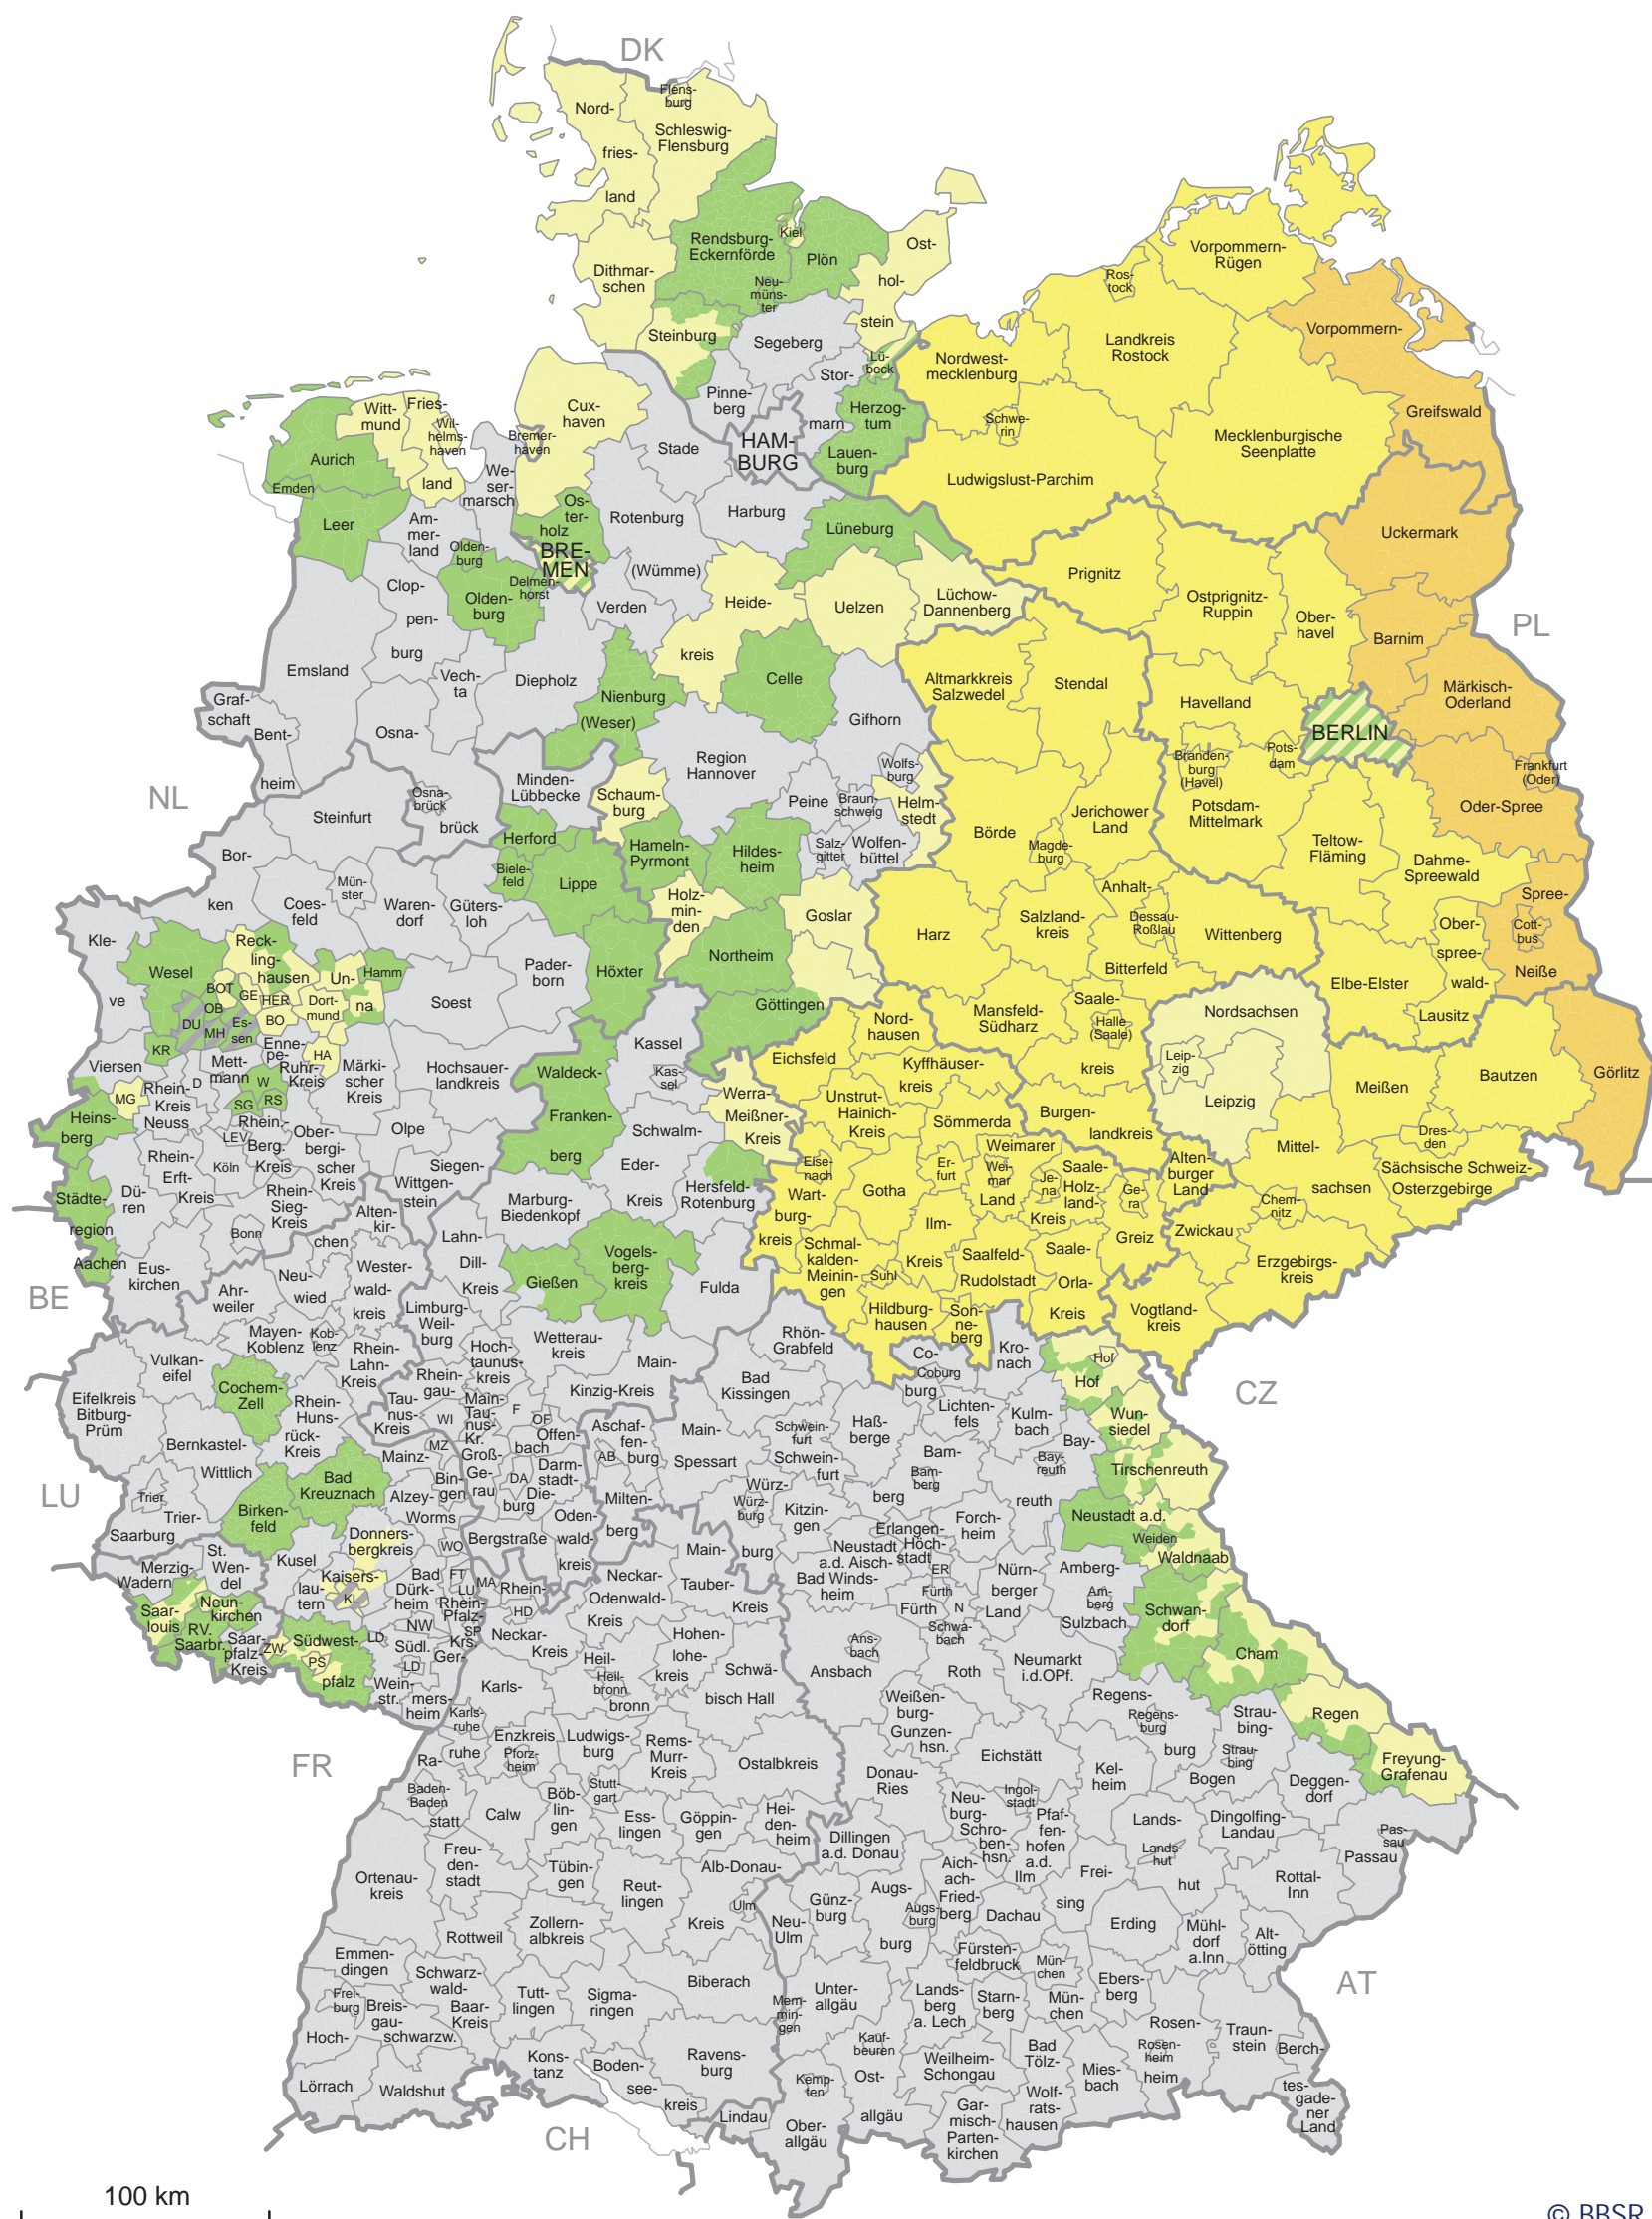 DK
Nord-
fries-
land
Flens-
burg
Schleswig-
Flensburg
Dithmar-
schen
Rendsburg-
Eckernförde
Kiel
Plön
Neu-
müns-
ter
Ost-
hol-
stein
Steinburg
Segeberg
Lü-
beck
Stor-
marn
Pinne-
berg
Herzog-
tum
Lauen-
burg
HAM-
BURG
Vorpommern-
Rügen
Ros-
tock
Landkreis
Rostock
Nordwest-
mecklenburg
Schwe-
rin
Ludwigslust-Parchim
Mecklenburgische
Seenplatte
Vorpommern-
Greifswald
Witt-
mund
Fries-
land
Wil-
helms-
haven
Aurich
Emden
Leer
Bremer-
haven
Cux-
haven
Stade
We-
ser-
marsch
Am-
mer-
land
Olden-
burg
Olden-
burg
Delmen-
horst
Os-
ter-
holz
BRE-
MEN
Rotenburg
(Wümme)
Harburg
Lüneburg
Clop-
pen-
burg
Verden
Heide-
kreis
Uelzen
Lüchow-
Dannenberg
Emsland
Vech-
ta
Diepholz
Nienburg
(Weser)
Celle
Gifhorn
Graf-
schaft
Bent-
heim
Osna-
brück
Osna-
brück
Region
Hannover
Schaum-
burg
Peine
Braun-
schweig
Wolfs-
burg
Helm-
stedt
Salz-
gitter
Wolfen-
büttel
Hameln-
Pyrmont
Hildes-
heim
Holz-
min-
den
Goslar
Northeim
Göttingen
Prignitz
Ostprignitz-
Ruppin
Ober-
havel
Uckermark
Barnim
PL
Märkisch-
Oderland
Havelland
BERLIN
Branden-
burg
(Havel)
Pots-
dam
Potsdam-
Mittelmark
Teltow-
Fläming
Frankfurt
(Oder)
Oder-Spree
Dahme-
Spreewald
Spree-
Neiße
Cott-
bus
Ober-
spree-
wald-
Lausitz
Elbe-Elster
Altmarkkreis
Salzwedel
Stendal
Börde
Jerichower
Land
Magde-
burg
Anhalt-
Bitterfeld
Dessau-
Roßlau
Wittenberg
Salzland-
kreis
Harz
Mansfeld-
Südharz
Saale-
kreis
Halle
(Saale)
Burgen-
landkreis
NL
Minden-
Lübbecke
Steinfurt
Herford
Biele-
feld
Lippe
Bor-
ken
Coes-
feld
Mün-
ster
Waren-
dorf
Güters-
loh
Pader-
born
Höxter
Kle-
ve
Wesel
Reck-
ling-
hausen
BOT
GE
HER
OB
DU
MH
Es-
sen
BO
Dort-
mund
Un-
na
Hamm
Soest
KR
Viersen
MG
Mett-
mann
Enne-
pe-
Ruhr-
Kreis
HA
Märki-
scher
Kreis
Hochsauer-
landkreis
Rhein-
Kreis
Neuss
D
W
SG
RS
Heins-
berg
LEV
Rhein.-
Berg.
Kreis
Ober-
bergi-
scher
Kreis
Olpe
Siegen-
Wittgen-
stein
Rhein-
Erft-
Kreis
Köln
Dü-
ren
Städte-
region
Aachen
Bonn
Rhein-
Sieg-
Kreis
Eus-
kirchen
Kassel
Kas-
sel
Waldeck-
Franken-
berg
Werra-
Meißner-
Kreis
Schwalm-
Eder-
Kreis
Hersfeld-
Rotenburg
Marburg-
Biedenkopf
Lahn-
Dill-
Kreis
Gießen
Vogels-
berg-
kreis
Fulda
Limburg-
Weil-
burg
Wetterau-
kreis
Hoch-
taunus-
kreis
Rhein-
gau-
Tau-
nus-
Kreis
Main-
Tau-
nus-
Kr.
WI
F
OF
Offen-
bach
Main-
Kinzig-Kreis
Groß-
Ge-
rau
DA
Darm-
stadt-
Die-
burg
Bergstraße
Oden-
wald-
kreis
Nord-
hausen
Eichsfeld
Kyffhäuser-
kreis
Unstrut-
Hainich-
Kreis
Sömmerda
Weimarer
Land
Wei-
mar
Eise-
nach
Wart-
burg-
kreis
Gotha
Er-
furt
Je-
na
Saale-
Holz-
land-
Kreis
Ge-
ra
Alten-
burger
Land
Ilm-
Kreis
Schmal-
kalden-
Meinin-
gen
Suhl
Saalfeld-
Rudolstadt
Saale-
Orla-
Kreis
Greiz
Hildburg-
hausen
Son-
ne-
berg
Nordsachsen
Leip-
zig
Leipzig
Meißen
Bautzen
Görlitz
Mittel-
sachsen
Dres-
den
Sächsische Schweiz-
Osterzgebirge
Chem-
nitz
Zwickau
Erzgebirgs-
kreis
Vogtland-
kreis
BE
Alten-
kir-
chen
Ahr-
weiler
Neu-
wied
Wester-
wald-
kreis
Mayen-
Koblenz
Kob-
lenz
Rhein-
Lahn-
Kreis
Vulkan-
eifel
Cochem-
Zell
Eifelkreis
Bitburg-
Prüm
Rhein-
Huns-
rück-
Kreis
Bernkastel-
Wittlich
Bad
Kreuznach
Birken-
feld
MZ
Mainz-
Bin-
gen
Alzey-
Worms
WO
LU
Trier
Trier-
Saarburg
Donners-
bergkreis
Kusel
Kaisers-
lau-
tern
KL
Bad
Dürk-
heim
FT
LU
Rhein-
Pfalz-
Krs.
NW
SP
LD
Südl.
LD
Wein-
str.
Ger-
mers-
heim
ZW
Südwest-
pfalz
PS
Merzig-
Wadern
St.
Wen-
del
Saar-
louis
Neun-
kirchen
RV.
Saarbr.
Saar-
pfalz-
Kreis
FR
MA
Rhein-
HD
Neckar-
Kreis
Neckar-
Odenwald-
Kreis
Main-
Tauber-
Kreis
Karls-
ruhe
Karls-
ruhe
Heil-
bronn
Heil-
bronn
Hohen-
lohe-
kreis
Schwä-
bisch Hall
Enzkreis
Pforz-
heim
Ludwigs-
burg
Rems-
Murr-
Kreis
Ostalbkreis
Ra-
statt
Baden-
Baden
Calw
Böb-
lin-
gen
Stutt-
gart
Ess-
lingen
Göppin-
gen
Hei-
den-
heim
Freu-
den-
stadt
Tübin-
gen
Reut-
lingen
Alb-Donau-
Kreis
Ulm
Ortenau-
kreis
Rottweil
Zollern-
albkreis
Emmen-
dingen
Schwarz-
wald-
Baar-
Kreis
Tutt-
lingen
Sigma-
ringen
Biberach
Frei-
burg
Breis-
gau-
Hoch-
schwarzw.
Lörrach
Waldshut
Kons-
tanz
Boden-
see-
kreis
Ravens-
burg
CH
Rhön-
Grabfeld
Bad
Kissingen
Co-
burg
Coburg
Kro-
nach
Hof
Hof
CZ
Aschaf-
fen-
burg
AB
Main-
Spessart
Schwein-
furt
Schwein-
furt
Haß-
berge
Lichten-
fels
Kulm-
bach
Wun-
siedel
Bam-
berg
Bam-
berg
Bay-
reuth
Bay-
reuth
Tirschenreuth
Milten-
berg
Würz-
burg
Würz-
burg
Kitzin-
gen
Neustadt
a.d. Aisch-
Bad Winds-
heim
Erlangen-
Höch-
stadt
ER
Forch-
heim
Neustadt a.d.
Waldnaab
Weiden
Fürth
Fürth
N
Nürn-
berger
Land
Schwa-
bach
Amberg-
Sulzbach
Am-
berg
Schwan-
dorf
Cham
Ans-
bach
Ansbach
Roth
Neumarkt
i.d.OPf.
Weißen-
burg-
Gunzen-
hsn.
Regens-
burg
Regens-
burg
Strau-
bing-
Bogen
Strau-
bing
Regen
Freyung-
Grafenau
Deggen-
dorf
Donau-
Ries
Eichstätt
Kel-
heim
Ingol-
stadt
Neu-
burg-
Schro-
ben-
hsn.
Pfaf-
fen-
hofen
a.d.
Ilm
Lands-
hut
Lands-
hut
Dingolfing-
Landau
Pas-
sau
Passau
Rottal-
Inn
Dillingen
a.d. Donau
Aich-
ach-
Fried-
berg
Augs-
burg
Augs-
burg
Günz-
burg
Neu-
Ulm
Dachau
Frei-
sing
Erding
Mühl-
dorf
a.Inn
Alt-
ötting
AT
Fürsten-
feldbruck
Mün-
chen
Mün-
chen
Ebers-
berg
Unter-
allgäu
Mem-
min-
gen
Lands-
berg
a. Lech
Starn-
berg
Kauf-
beuren
Ost-
allgäu
Kemp-
ten
Weilheim-
Schongau
Bad
Tölz-
Wolf-
rats-
hausen
Mies-
bach
Rosen-
heim
Rosen-
heim
Traun-
stein
Berch-
tes-
gade-
ner
Land
Lindau
Ober-
allgäu
Gar-
misch-
Parten-
kirchen
LU
100 km
© BBSR